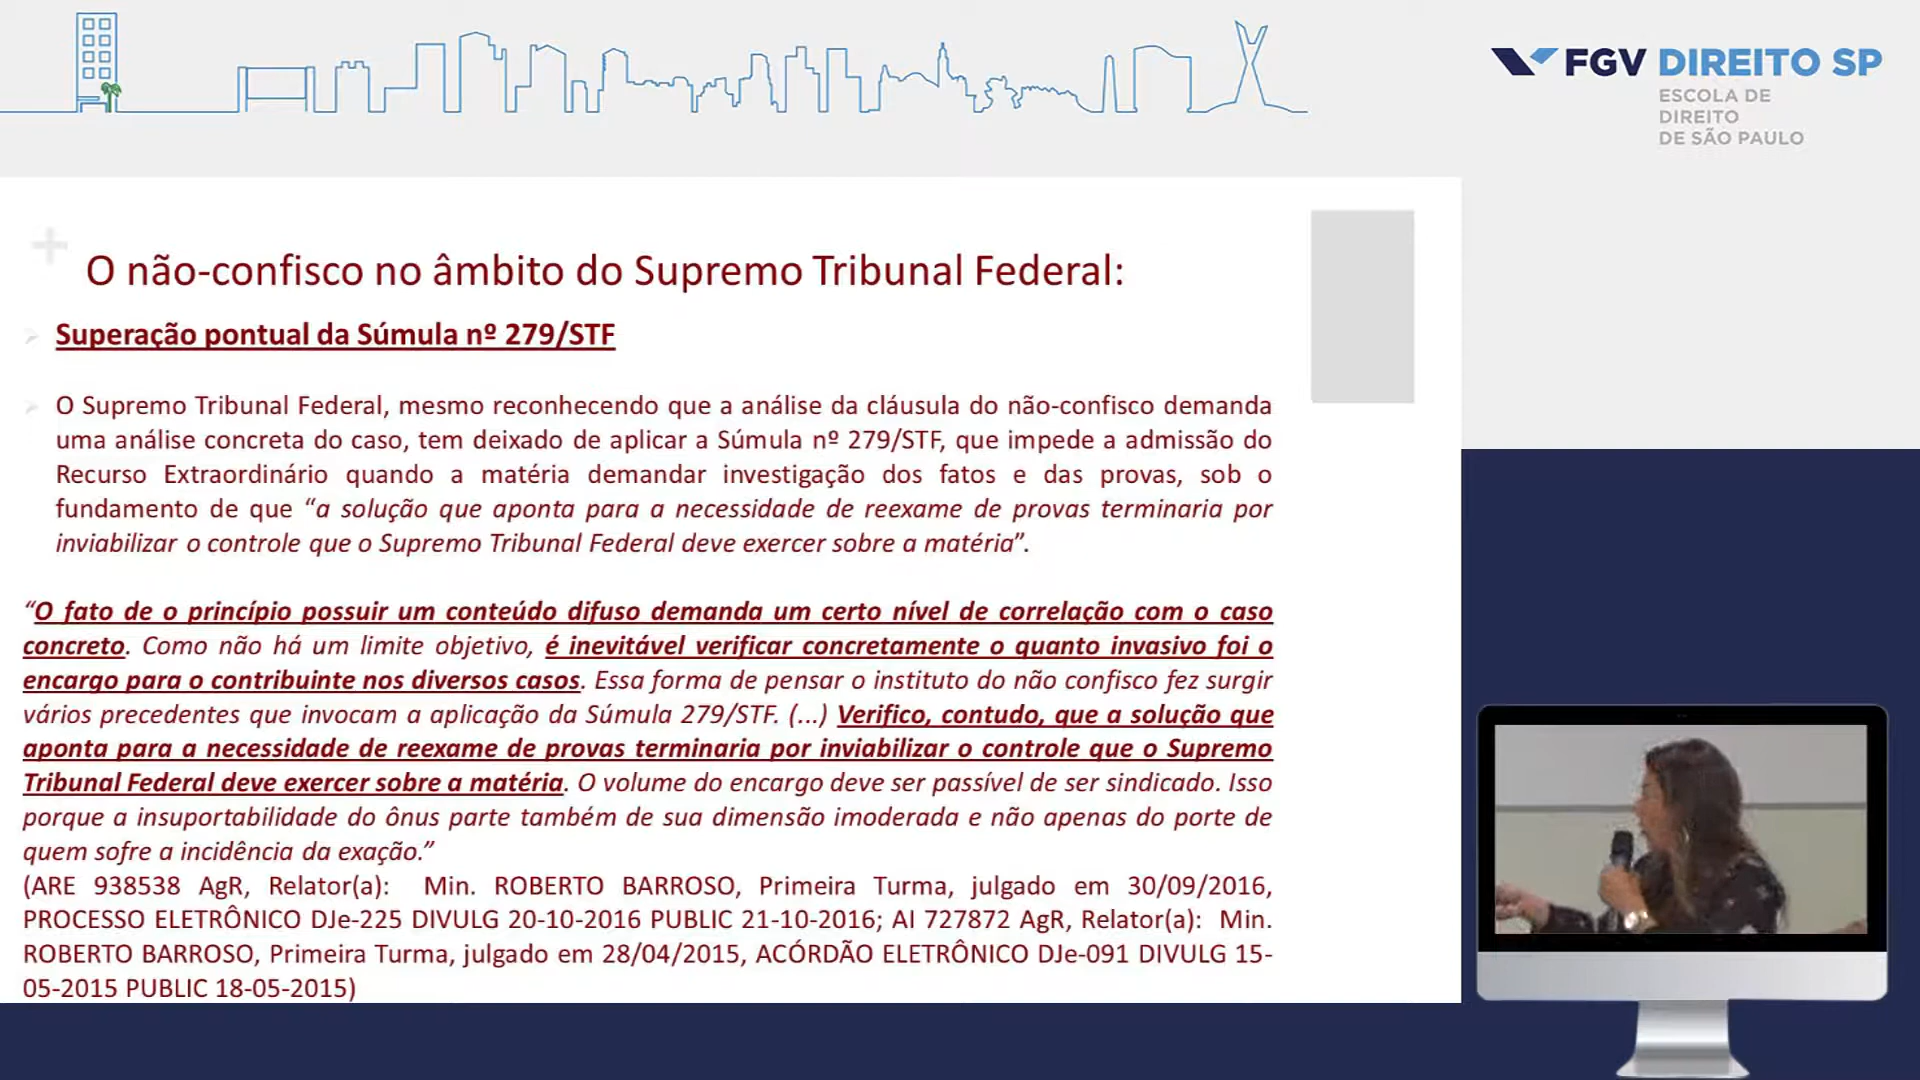 FGV DIREITO SP
ESCOLA DE
DIREITO
DE SÃO PAULO
O não-confisco no âmbito do Supremo Tribunal Federal:
Superação pontual da Súmula nº 279/STF
O Supremo Tribunal Federal, mesmo reconhecendo que a análise da cláusula do não-confisco demanda
uma análise concreta do caso, tem deixado de aplicar a Súmula nº 279/STF, que impede a admissão do
Recurso Extraordinário quando a matéria demandar investigação dos fatos e das provas, sob o
fundamento de que “a solução que aponta para a necessidade de reexame de provas terminaria por
inviabilizar o controle que o Supremo Tribunal Federal deve exercer sobre a matéria”.
“O fato de o princípio possuir um conteúdo difuso demanda um certo nível de correlação com o caso
concreto. Como não há um limite objetivo, é inevitável verificar concretamente o quanto invasivo foi o
encargo para o contribuinte nos diversos casos. Essa forma de pensar o instituto do não confisco fez surgir
vários precedentes que invocam a aplicação da Súmula 279/STF. (...) Verifico, contudo, que a solução que
aponta para a necessidade de reexame de provas terminaria por inviabilizar o controle que o Supremo
Tribunal Federal deve exercer sobre a matéria. O volume do encargo deve ser passível de ser sindicado. Isso
porque a insuportabilidade do ônus parte também de sua dimensão imoderada e não apenas do porte de
quem sofre a incidência da exação.”
(ARE 938538 AgR, Relator(a): Min. ROBERTO BARROSO, Primeira Turma, julgado em 30/09/2016,
PROCESSO ELETRÔNICO DJe-225 DIVULG 20-10-2016 PUBLIC 21-10-2016; AI 727872 AgR, Relator(a): Min.
ROBERTO BARROSO, Primeira Turma, julgado em 28/04/2015, ACÓRDÃO ELETRÔNICO DJe-091 DIVULG 15-
05-2015 PUBLIC 18-05-2015)